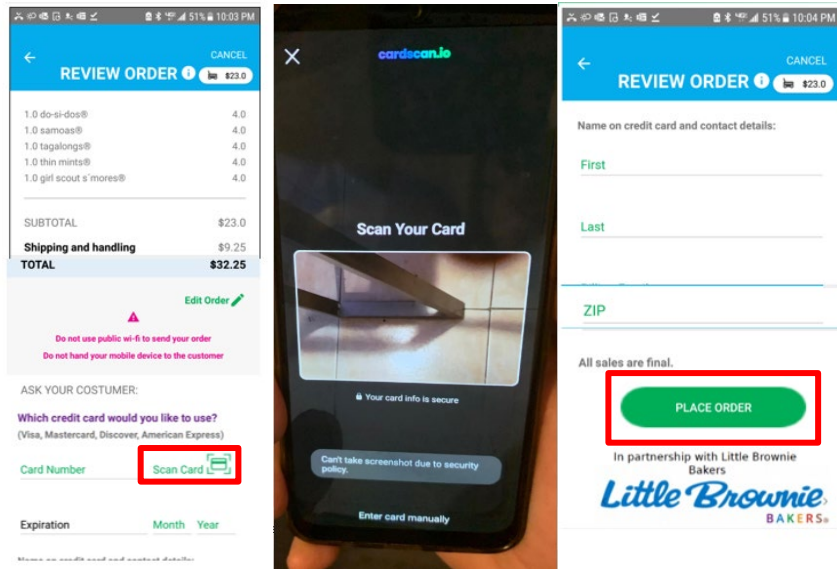 51% 10:03 PM
CANCEL
REVIEW ORDER i $23.0
1.0 do-si-dos® 4.0
1.0 samoas® 4.0
1.0 tagalongs® 4.0
1.0 thin mints® 4.0
1.0 girl scout s´mores® 4.0
SUBTOTAL $23.0
Shipping and handling $9.25
TOTAL $32.25
Edit Order
Do not use public wi-fi to send your order
Do not hand your mobile device to the customer
ASK YOUR COSTUMER:
Which credit card would you like to use?
(Visa, Mastercard, Discover, American Express)
Card Number Scan Card
Expiration Month Year
Name on credit card and contact details:
cardscan.io
Scan Your Card
Your card info is secure
Can't take screenshot due to security
policy.
Enter card manually
51% 10:04 PM
CANCEL
REVIEW ORDER i $23.0
Name on credit card and contact details:
First
Last
ZIP
All sales are final.
PLACE ORDER
In partnership with Little Brownie
Bakers
Little Brownie
BAKERS®